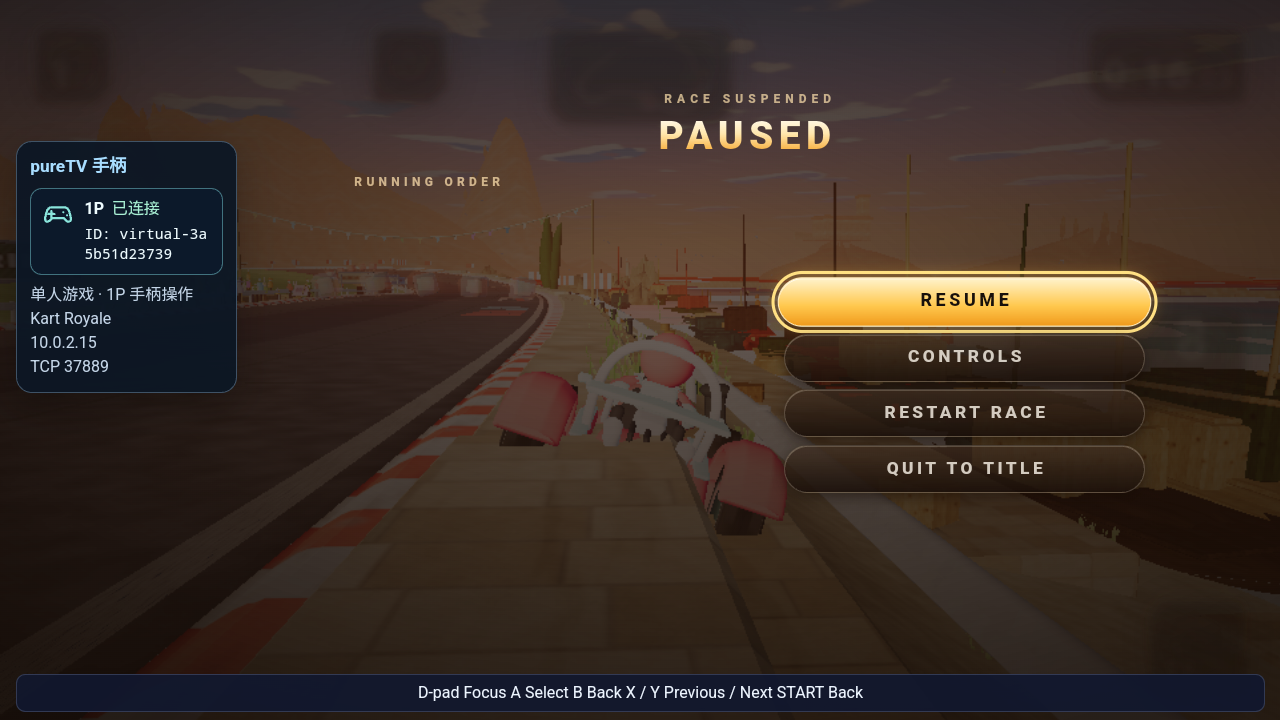 RACE SUSPENDED
PAUSED
pureTV 手柄
1P 已连接
ID: virtual-3a
5b51d23739
单人游戏 · 1P 手柄操作
Kart Royale
10.0.2.15
TCP 37889
RUNNING ORDER
RESUME
CONTROLS
RESTART RACE
QUIT TO TITLE
D-pad Focus A Select B Back X / Y Previous / Next START Back